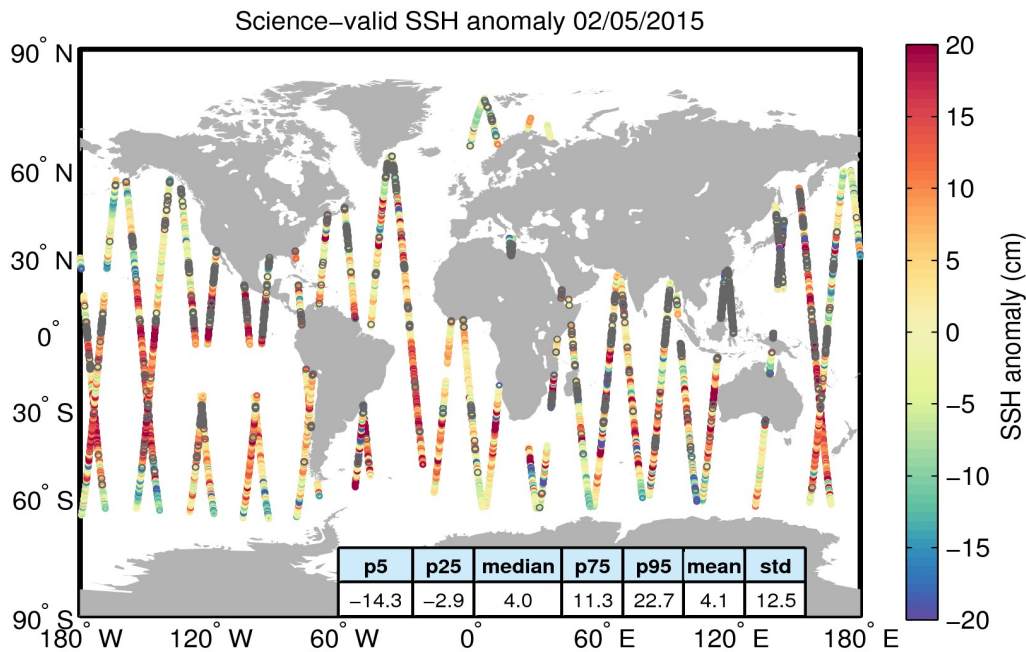 Science−valid SSH anomaly 02/05/2015
90° N
60° N
30° N
0°
30° S
60° S
90° S
180° W
120° W
60° W
0°
60° E
120° E
180° E
p5 p25 median p75 p95 mean std
−14.3 −2.9 4.0 11.3 22.7 4.1 12.5
20
15
10
5
0
−5
−10
−15
−20
SSH anomaly (cm)